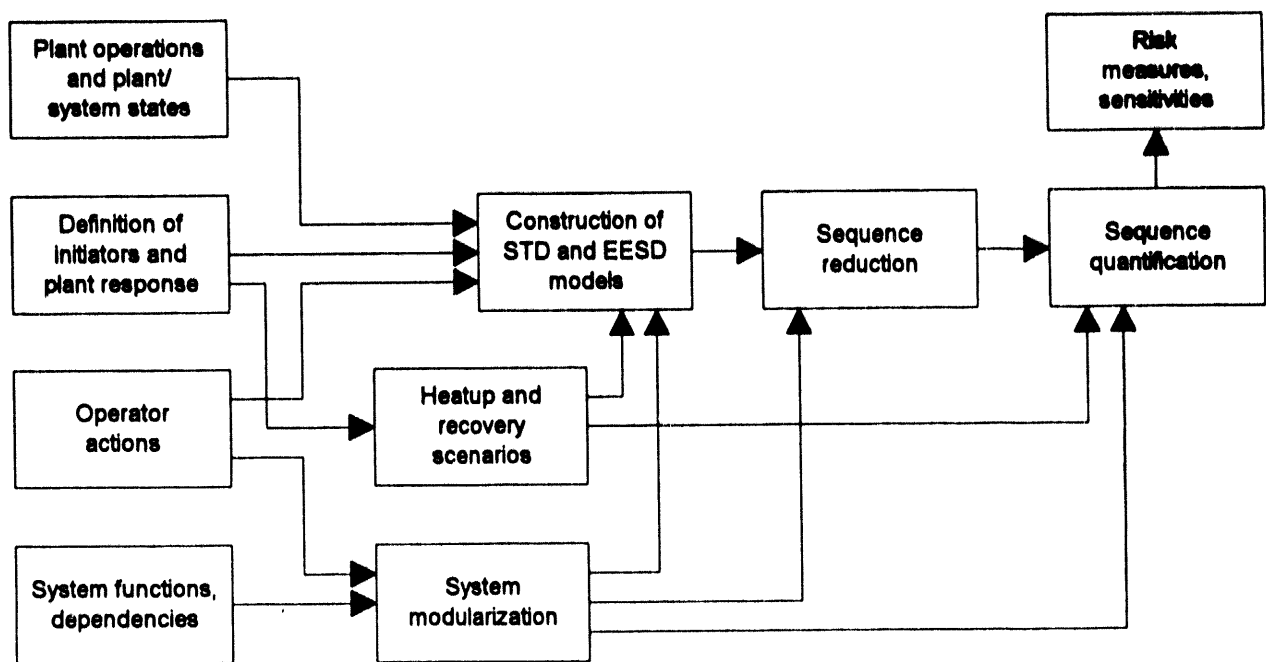 Plant operations
and plant/
system states
Risk
measures,
sensitivities
Definition of
initiators and
plant response
Construction of
STD and EESD
models
Sequence
reduction
Sequence
quantification
Operator
actions
Heatup and
recovery
scenarios
System functions,
dependencies
System
modularization